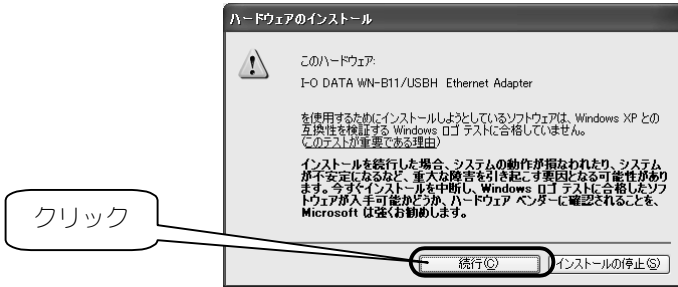 ハードウェアのインストール
このハードウェア:
I-O DATA WN-B11/USBH Ethernet Adapter
を使用するためにインストールしようとしているソフトウェアは、Windows XP との
互換性を検証する Windows ロゴ テストに合格していません。
(このテストが重要である理由)
インストールを続行した場合、システムの動作が損なわれたり、システム
が不安定になるなど、重大な障害を引き起こす要因となる可能性があり
ます。今すぐインストールを中断し、Windows ロゴ テストに合格したソフ
トウェアが入手可能かどうか、ハードウェア ベンダーに確認されることを、
Microsoft は強くお勧めします。
クリック
続行(C)
インストールの停止(S)